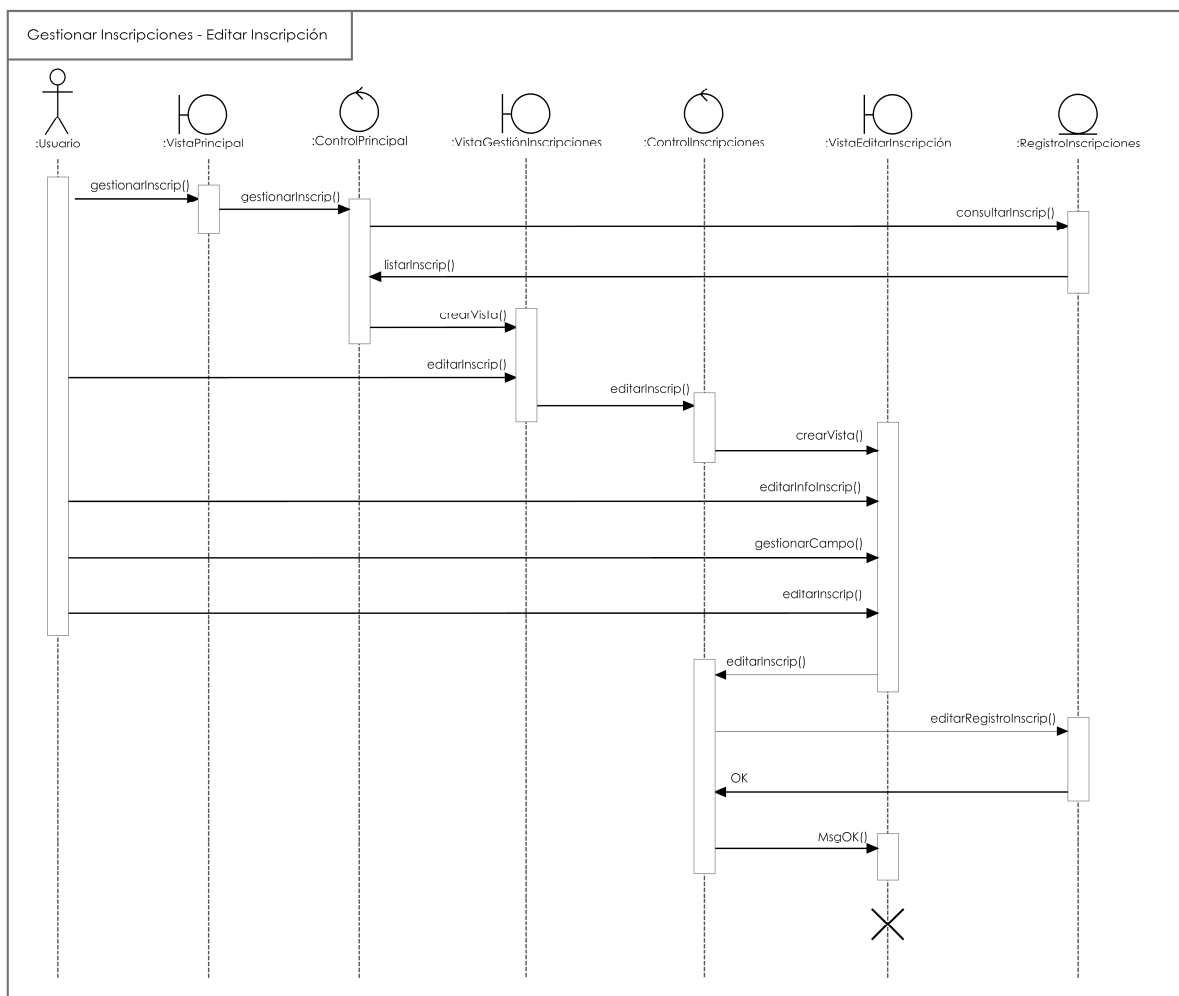 Gestionar Inscripciones - Editar Inscripción
:Usuario
:VistaPrincipal
:ControlPrincipal
:VistaGestiónInscripciones
:ControlInscripciones
:VistaEditarInscripción
:RegistroInscripciones
gestionarInscrip()
gestionarInscrip()
consultarInscrip()
listarInscrip()
crearVista()
editarInscrip()
editarInscrip()
crearVista()
editarInfoInscrip()
gestionarCampo()
editarInscrip()
editarInscrip()
editarRegistroInscrip()
OK
MsgOK()